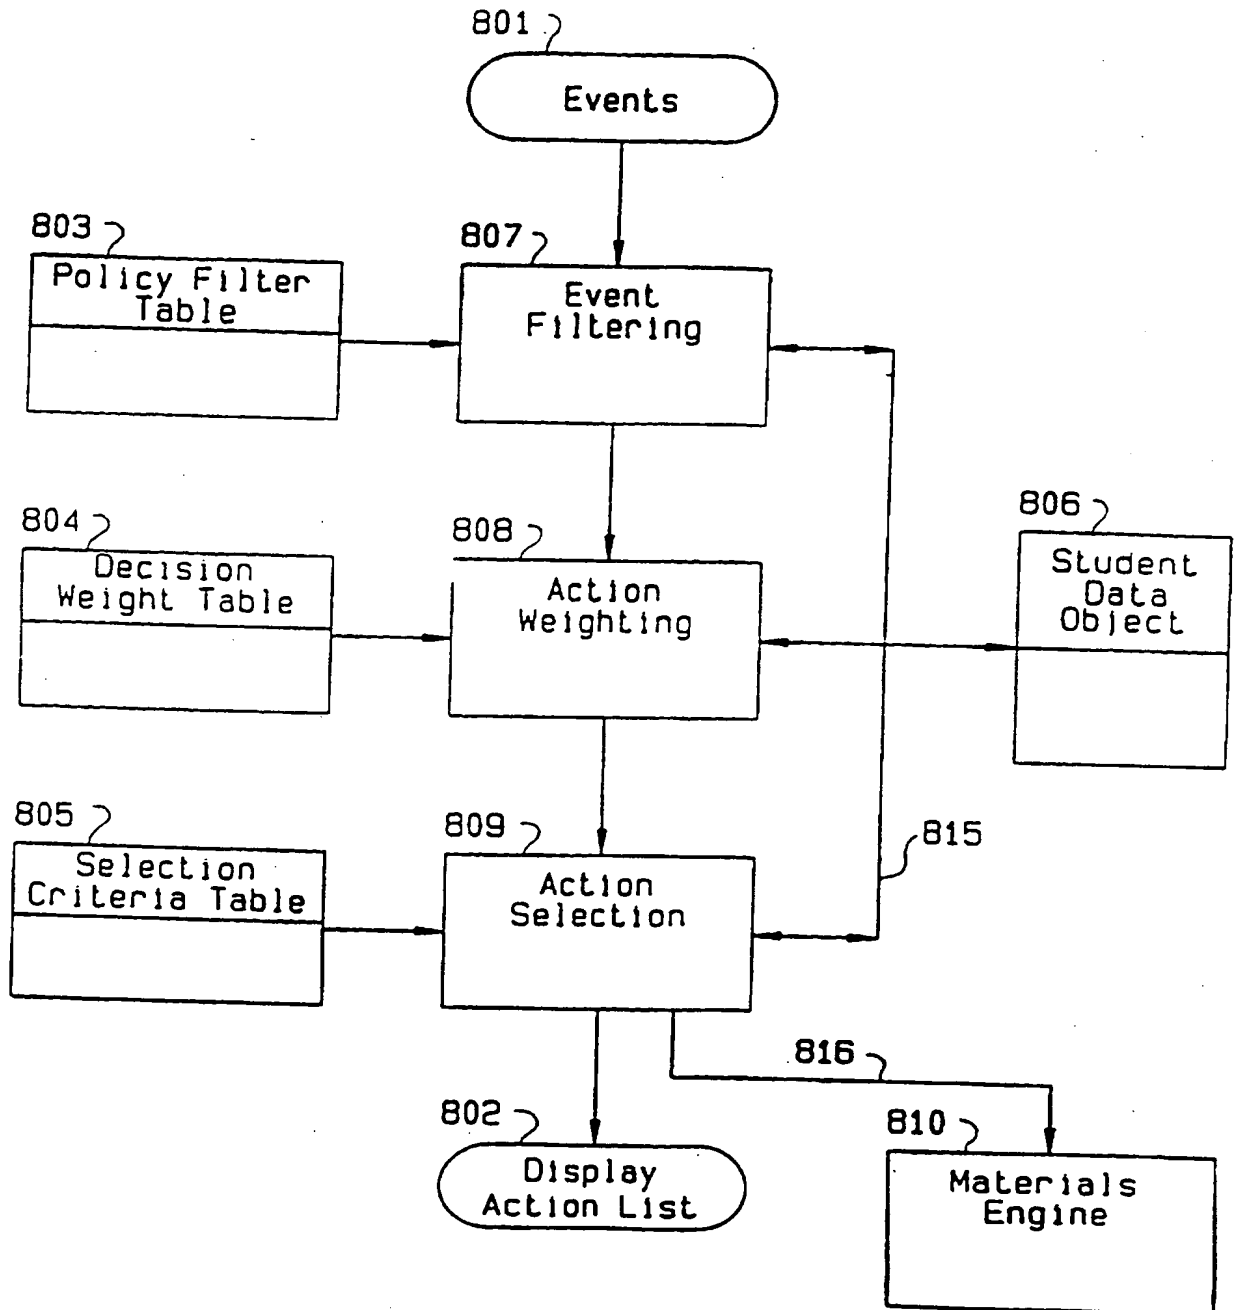 801
Events
803
Policy Filter
Table
807
Event
Filtering
804
Decision
Weight Table
808
Action
Weighting
806
Student
Data
Object
805
Selection
Criteria Table
809
Action
Selection
815
816
802
Display
Action List
810
Materials
Engine